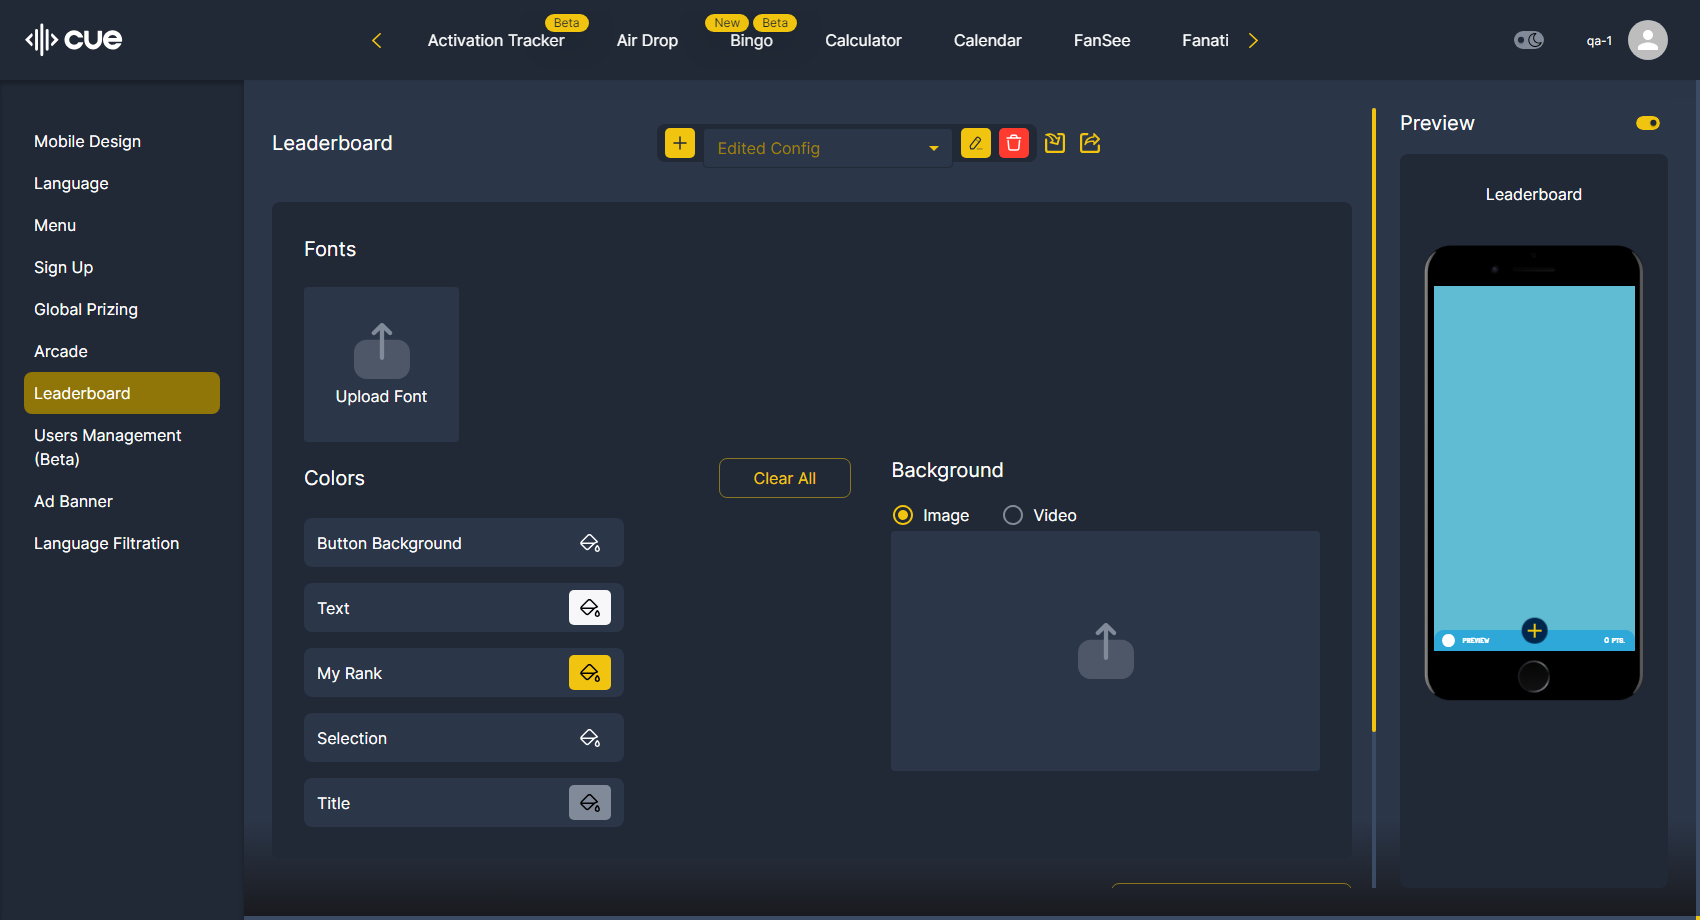 cue
Activation Tracker
Beta
Air Drop
New
Beta
Bingo
Calculator
Calendar
FanSee
Fanati
qa-1
Mobile Design
Language
Menu
Sign Up
Global Prizing
Arcade
Leaderboard
Users Management
(Beta)
Ad Banner
Language Filtration
Leaderboard
Edited Config
Fonts
Upload Font
Colors
Clear All
Button Background
Text
My Rank
Selection
Title
Background
Image
Video
Preview
Leaderboard
PREVIEW
0 PTS.